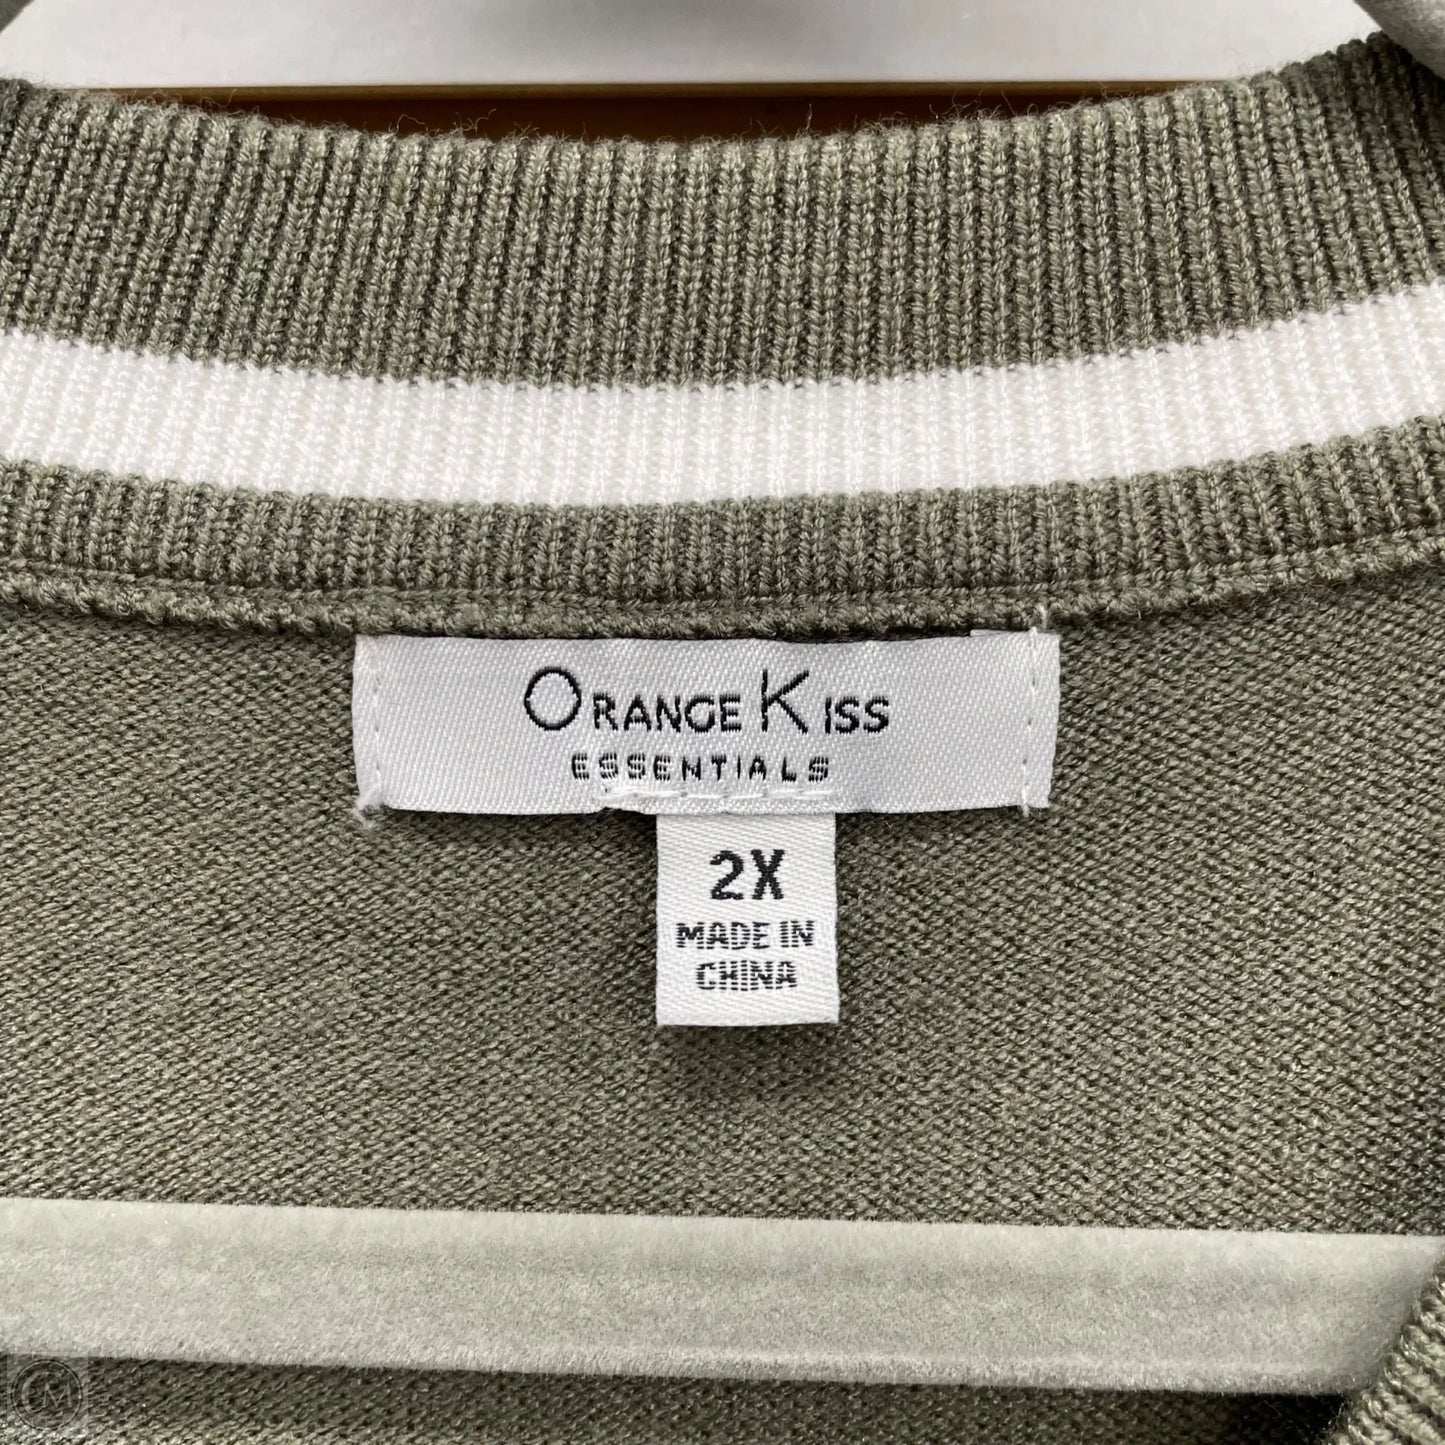 ORANGE KISS
ESSENTIALS
2X
MADE IN
CHINA